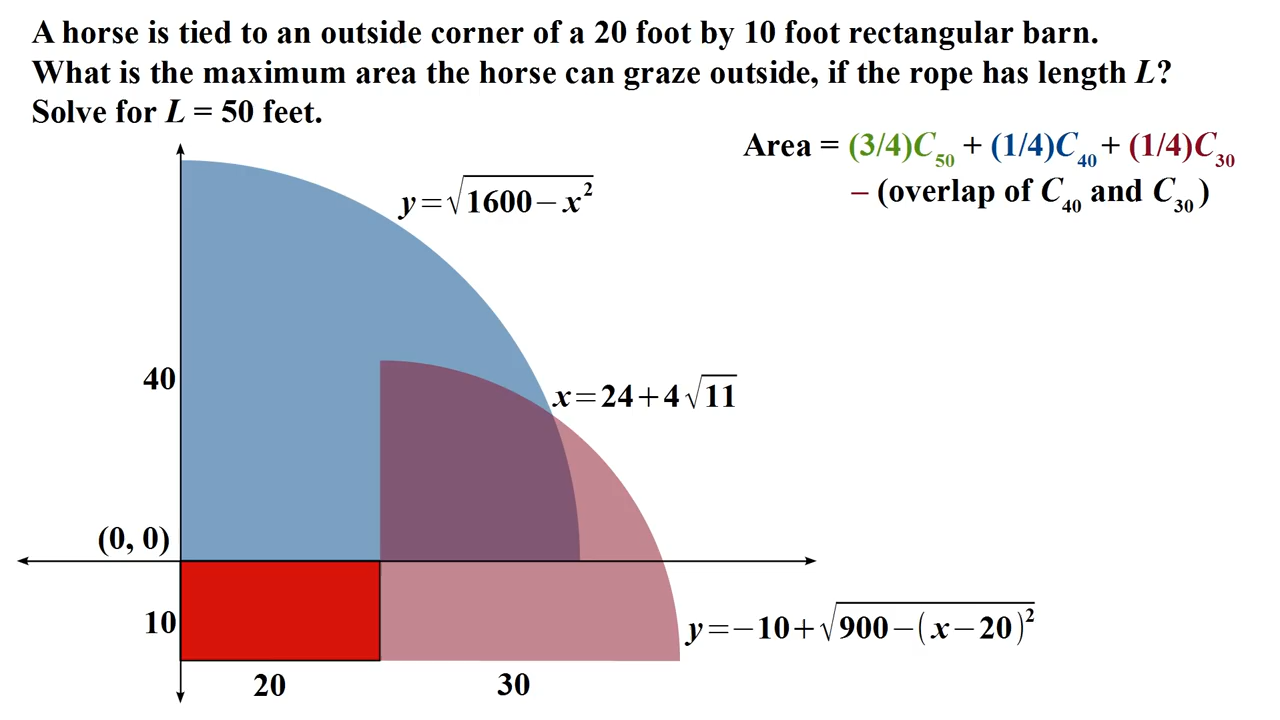 A horse is tied to an outside corner of a 20 foot by 10 foot rectangular barn.
What is the maximum area the horse can graze outside, if the rope has length L?
Solve for L = 50 feet.
Area = (3/4)C₅₀ + (1/4)C₄₀ + (1/4)C₃₀
– (overlap of C₄₀ and C₃₀)
y=√1600−x²
40
x=24+4√11
(0, 0)
10
y=−10+√900−(x−20)²
20
30